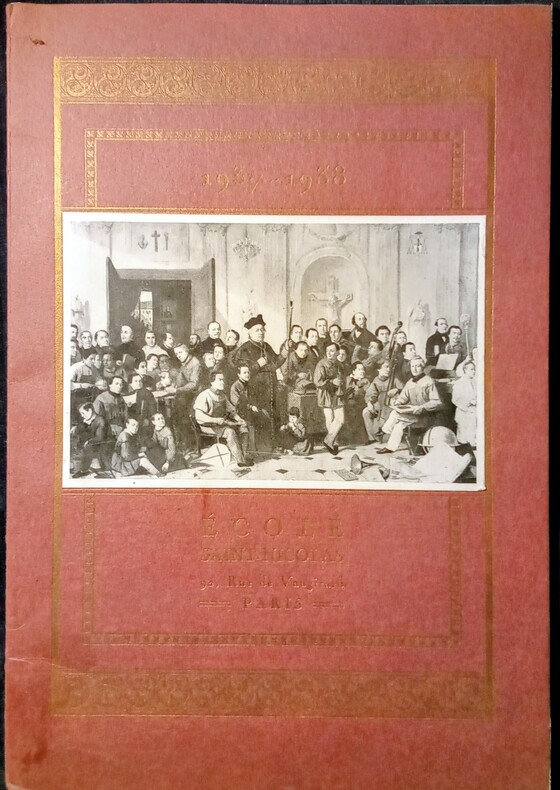 1937-1938
ÉCOLE
SAINT-NICOLAS
92, Rue de Vaugirard
PARIS